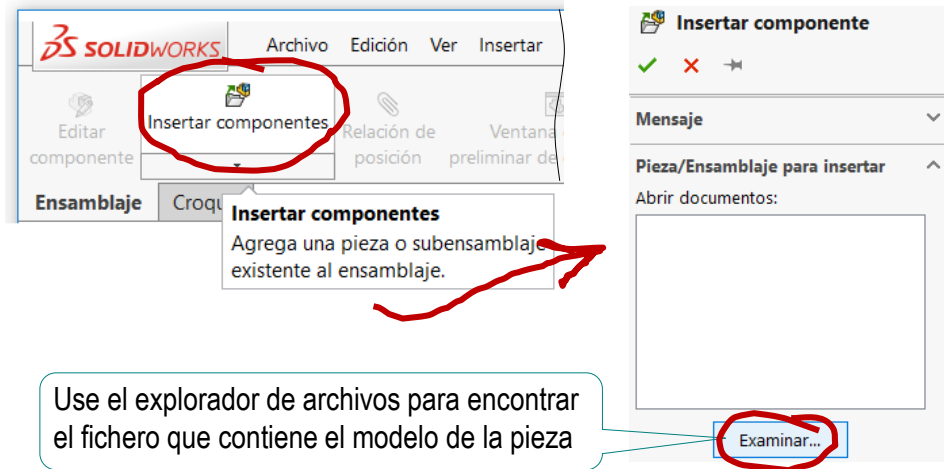 SOLIDWORKS Archivo Edición Ver Insertar
Editar componente
Insertar componentes
Relación de posición
Ventana
preliminar de
Ensamblaje Croqu
Insertar componentes
Agrega una pieza o subensamblaje
existente al ensamblaje.
Insertar componente
Mensaje
Pieza/Ensamblaje para insertar
Abrir documentos:
Examinar...
Use el explorador de archivos para encontrar
el fichero que contiene el modelo de la pieza